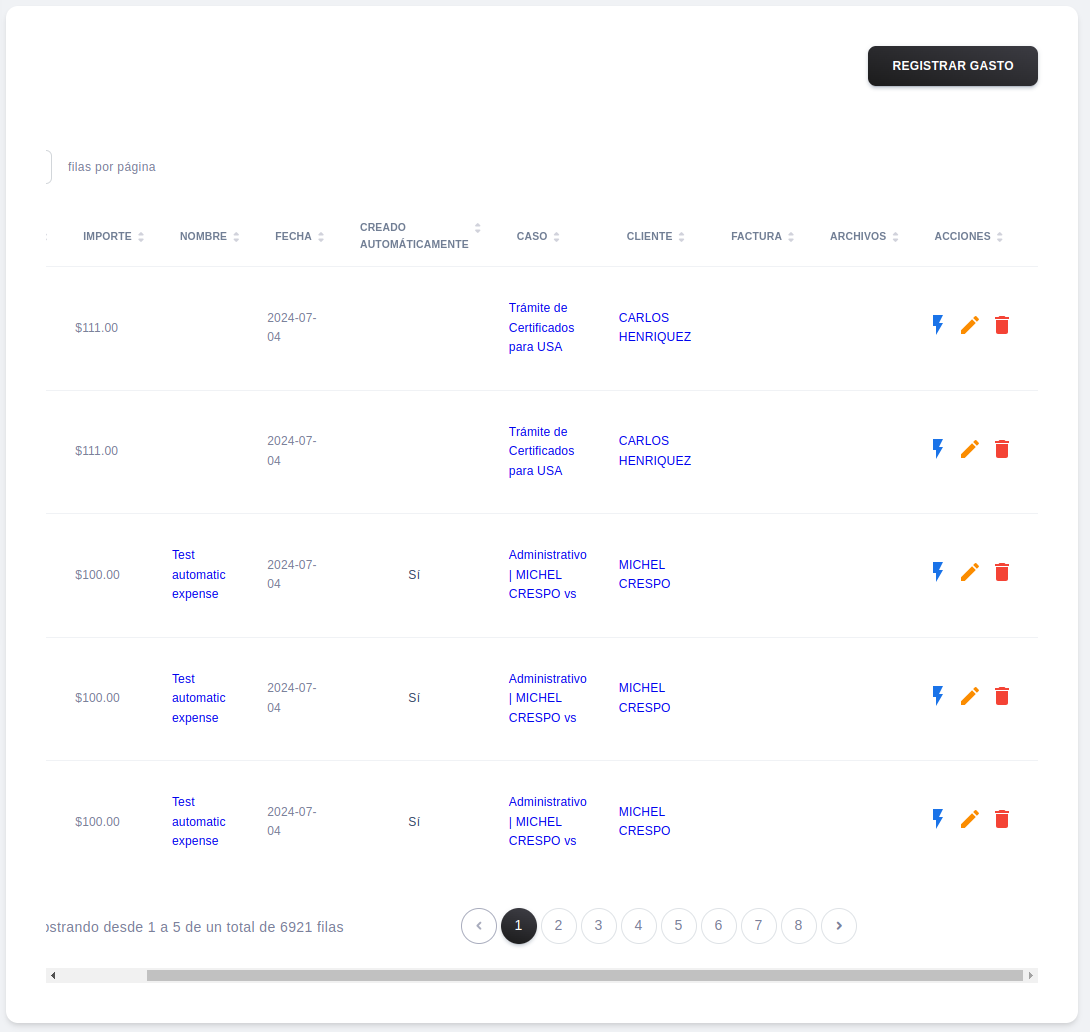 REGISTRAR GASTO
filas por página
IMPORTE NOMBRE FECHA CREADO AUTOMÁTICAMENTE CASO CLIENTE FACTURA ARCHIVOS ACCIONES
$111.00
2024-07-
04
Trámite de
Certificados
para USA
CARLOS
HENRIQUEZ
$111.00
2024-07-
04
Trámite de
Certificados
para USA
CARLOS
HENRIQUEZ
$100.00
Test
automatic
expense
2024-07-
04
Sí
Administrativo
| MICHEL
CRESPO vs
MICHEL
CRESPO
$100.00
Test
automatic
expense
2024-07-
04
Sí
Administrativo
| MICHEL
CRESPO vs
MICHEL
CRESPO
$100.00
Test
automatic
expense
2024-07-
04
Sí
Administrativo
| MICHEL
CRESPO vs
MICHEL
CRESPO
ostrando desde 1 a 5 de un total de 6921 filas
1 2 3 4 5 6 7 8